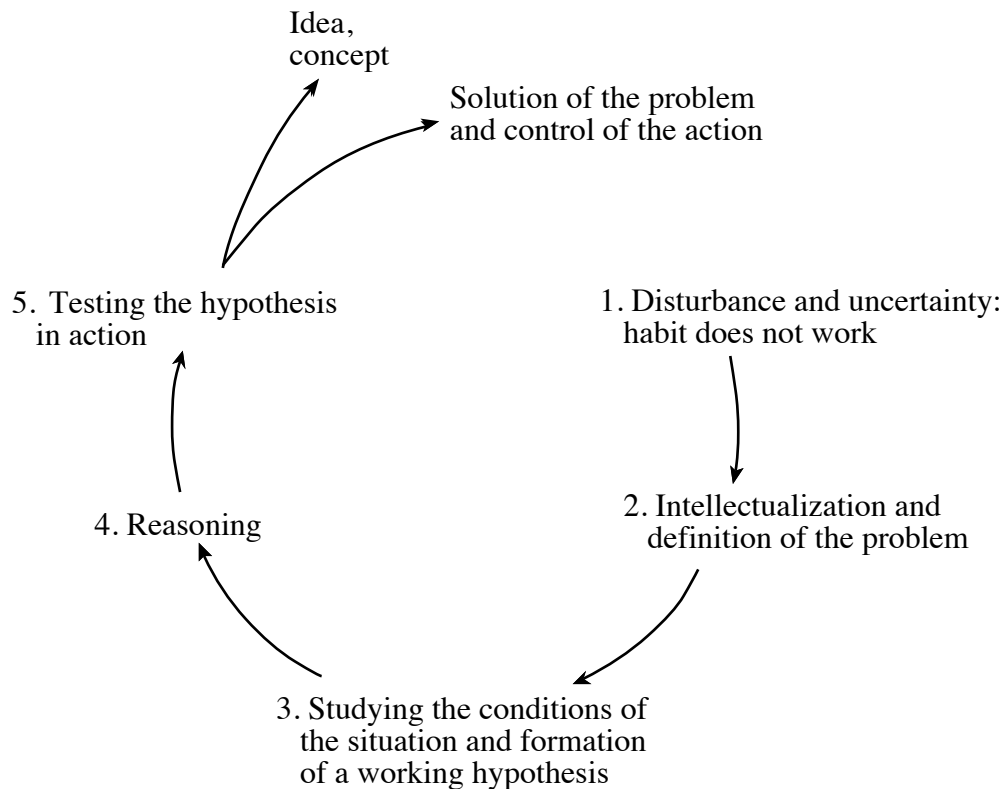 Idea,
concept
Solution of the problem
and control of the action
5. Testing the hypothesis
in action
1. Disturbance and uncertainty:
habit does not work
4. Reasoning
2. Intellectualization and
definition of the problem
3. Studying the conditions of
the situation and formation
of a working hypothesis